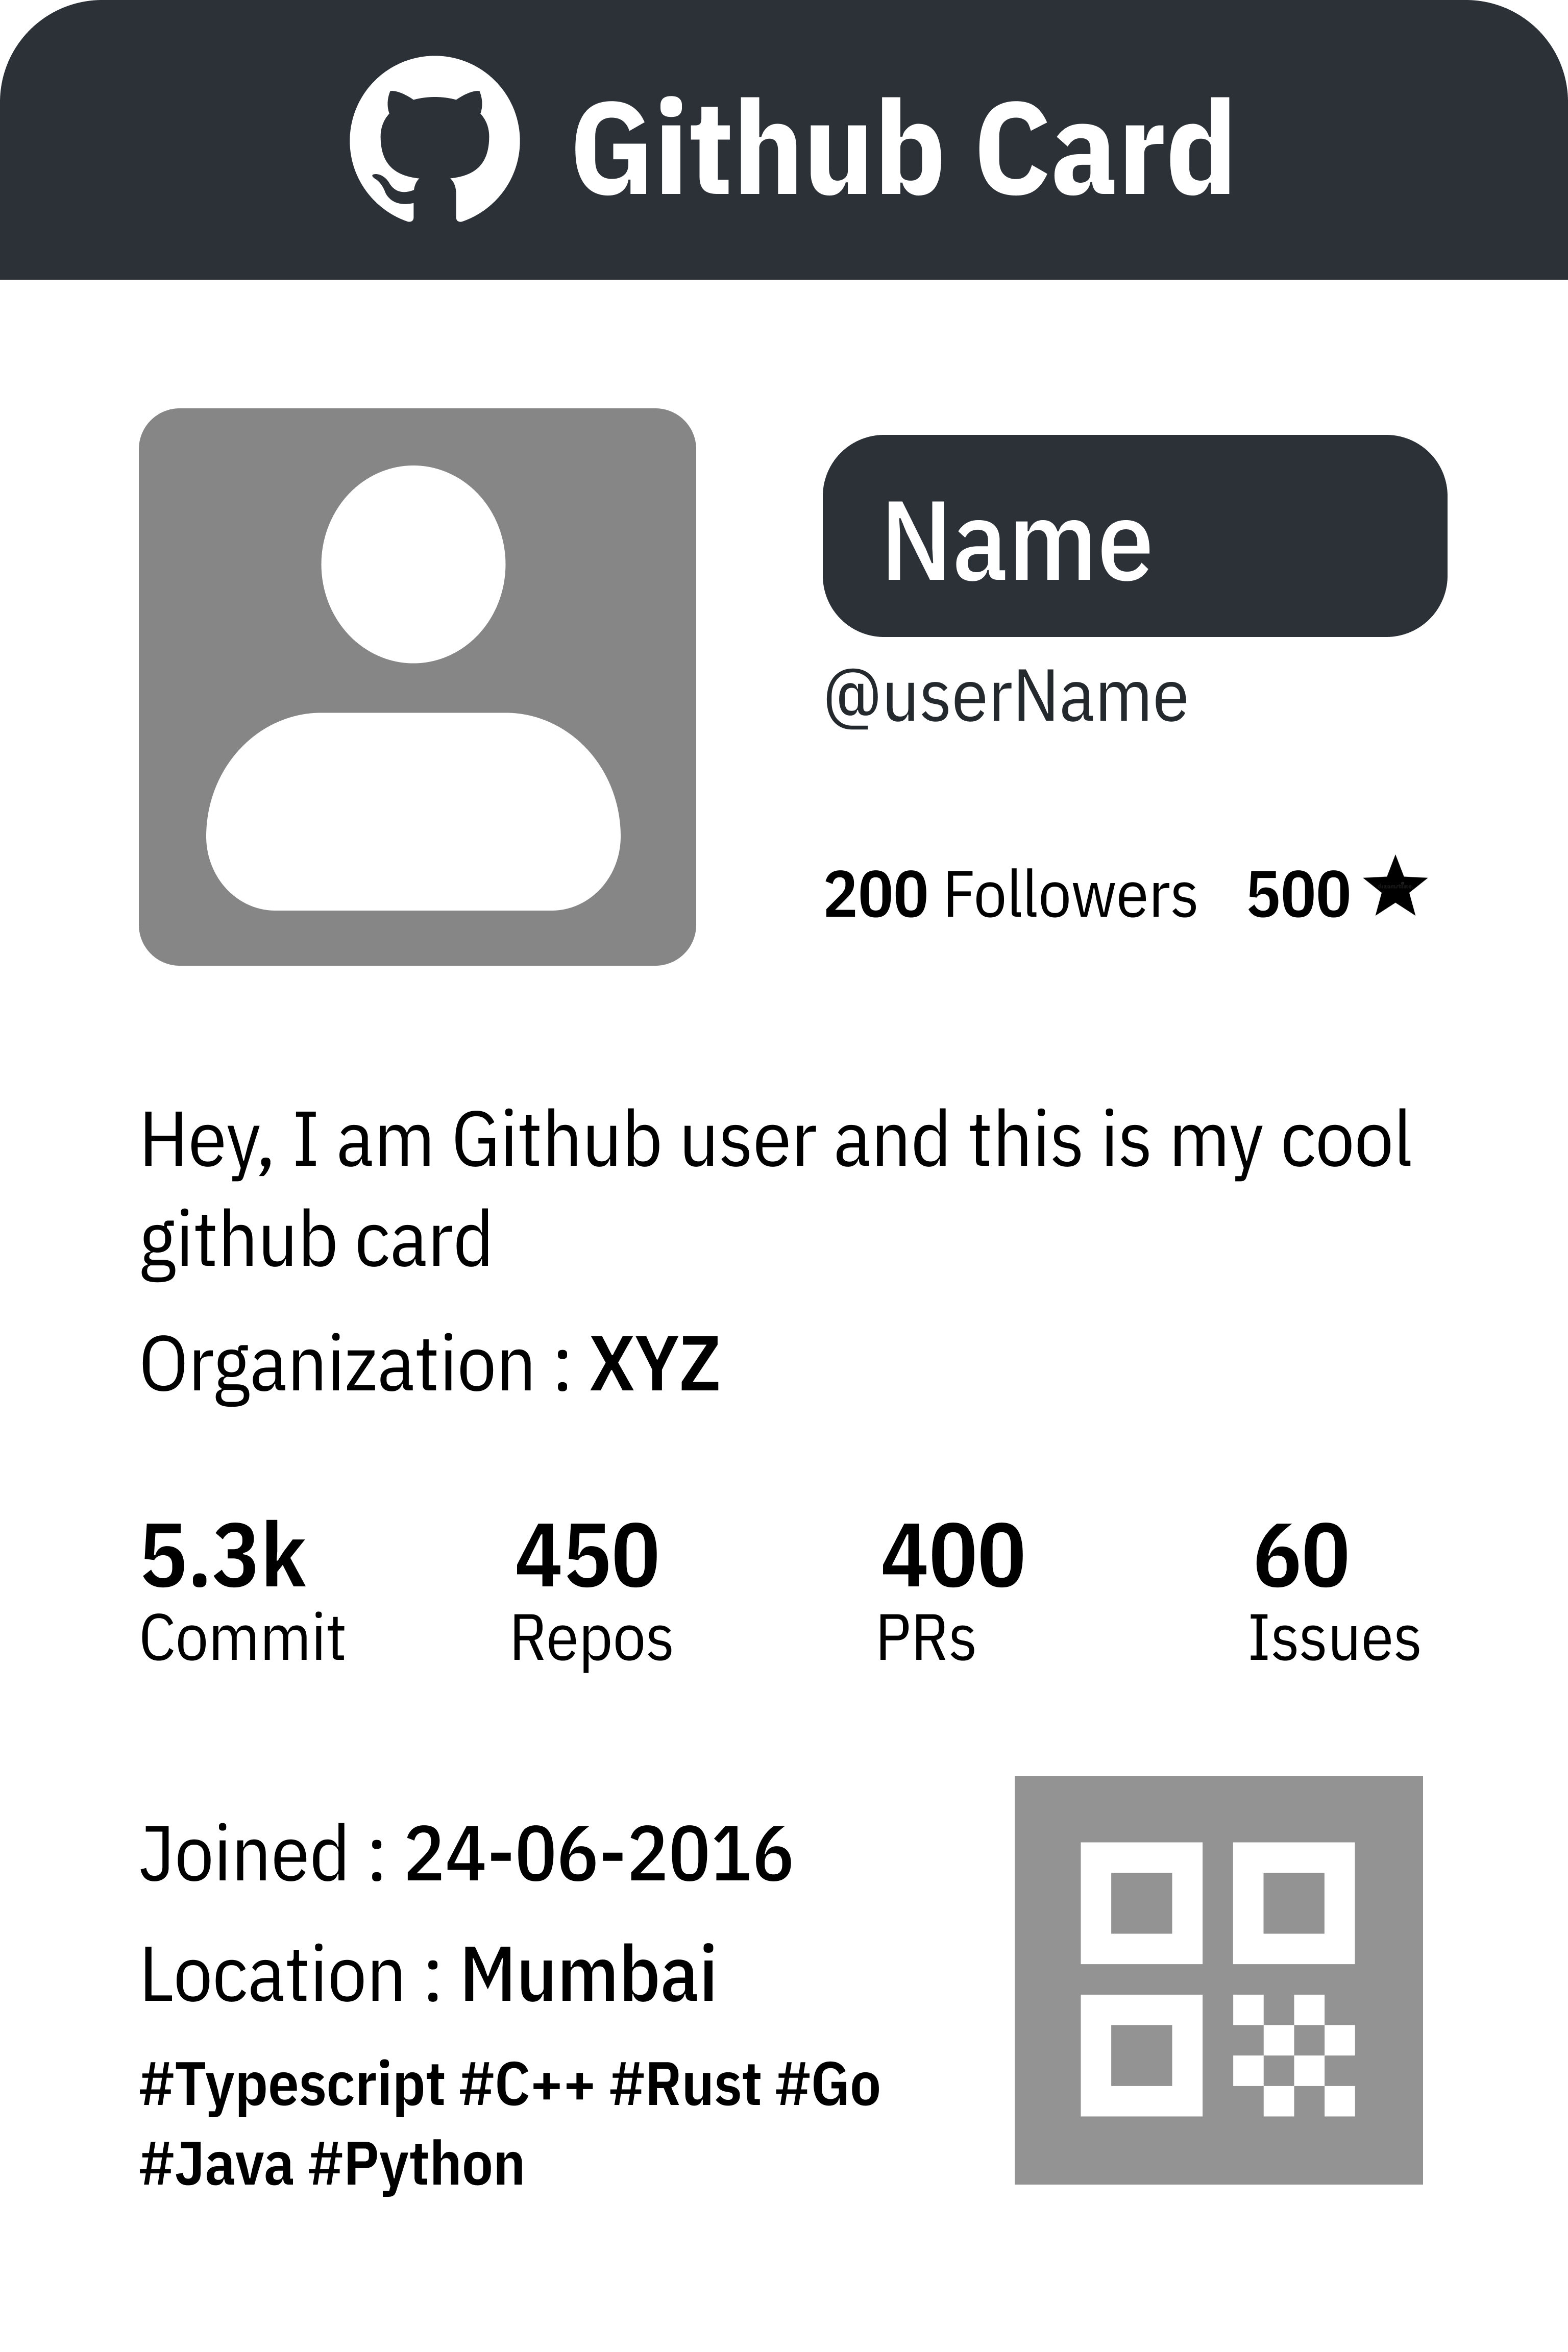 Github Card
Name
@userName
200 Followers 500
Hey, I am Github user and this is my cool
github card
Organization : XYZ
5.3k 450 400 60
Commit Repos PRs Issues
Joined : 24-06-2016
Location : Mumbai
#Typescript #C++ #Rust #Go
#Java #Python